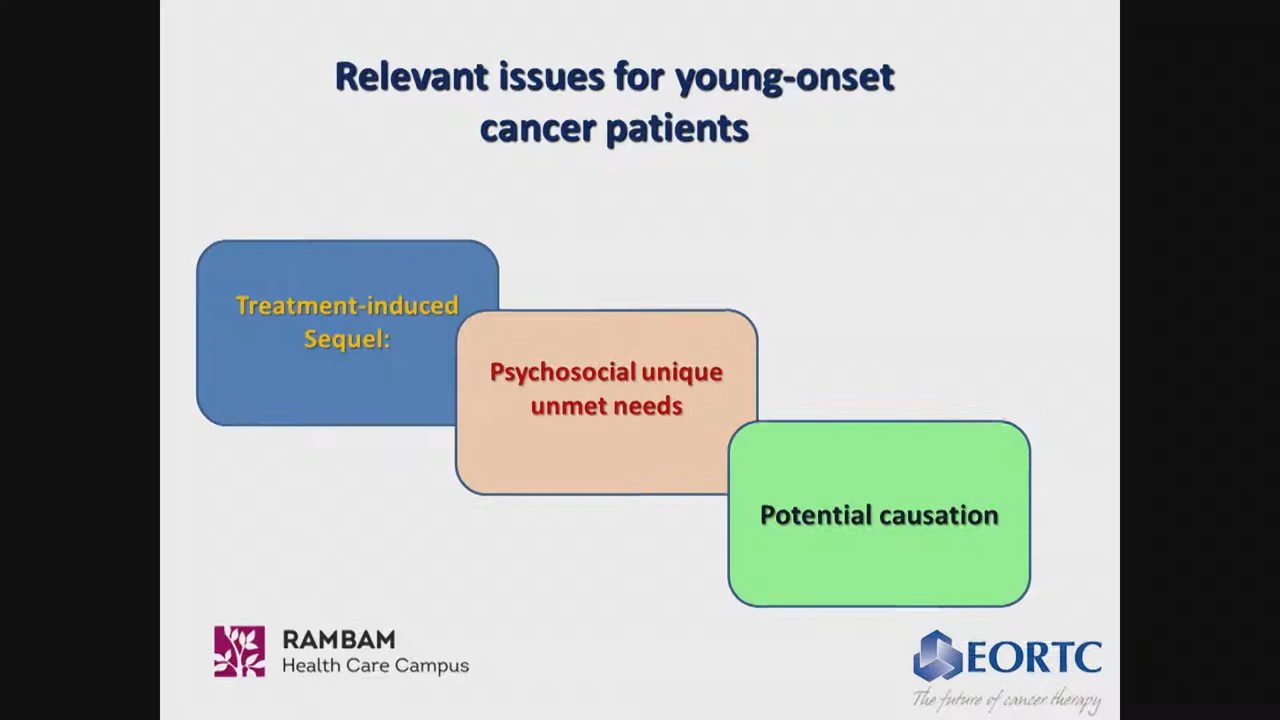 Relevant issues for young-onset
cancer patients
Treatment-induced
Sequel:
Psychosocial unique
unmet needs
Potential causation
RAMBAM
Health Care Campus
EORTC
The future of cancer therapy